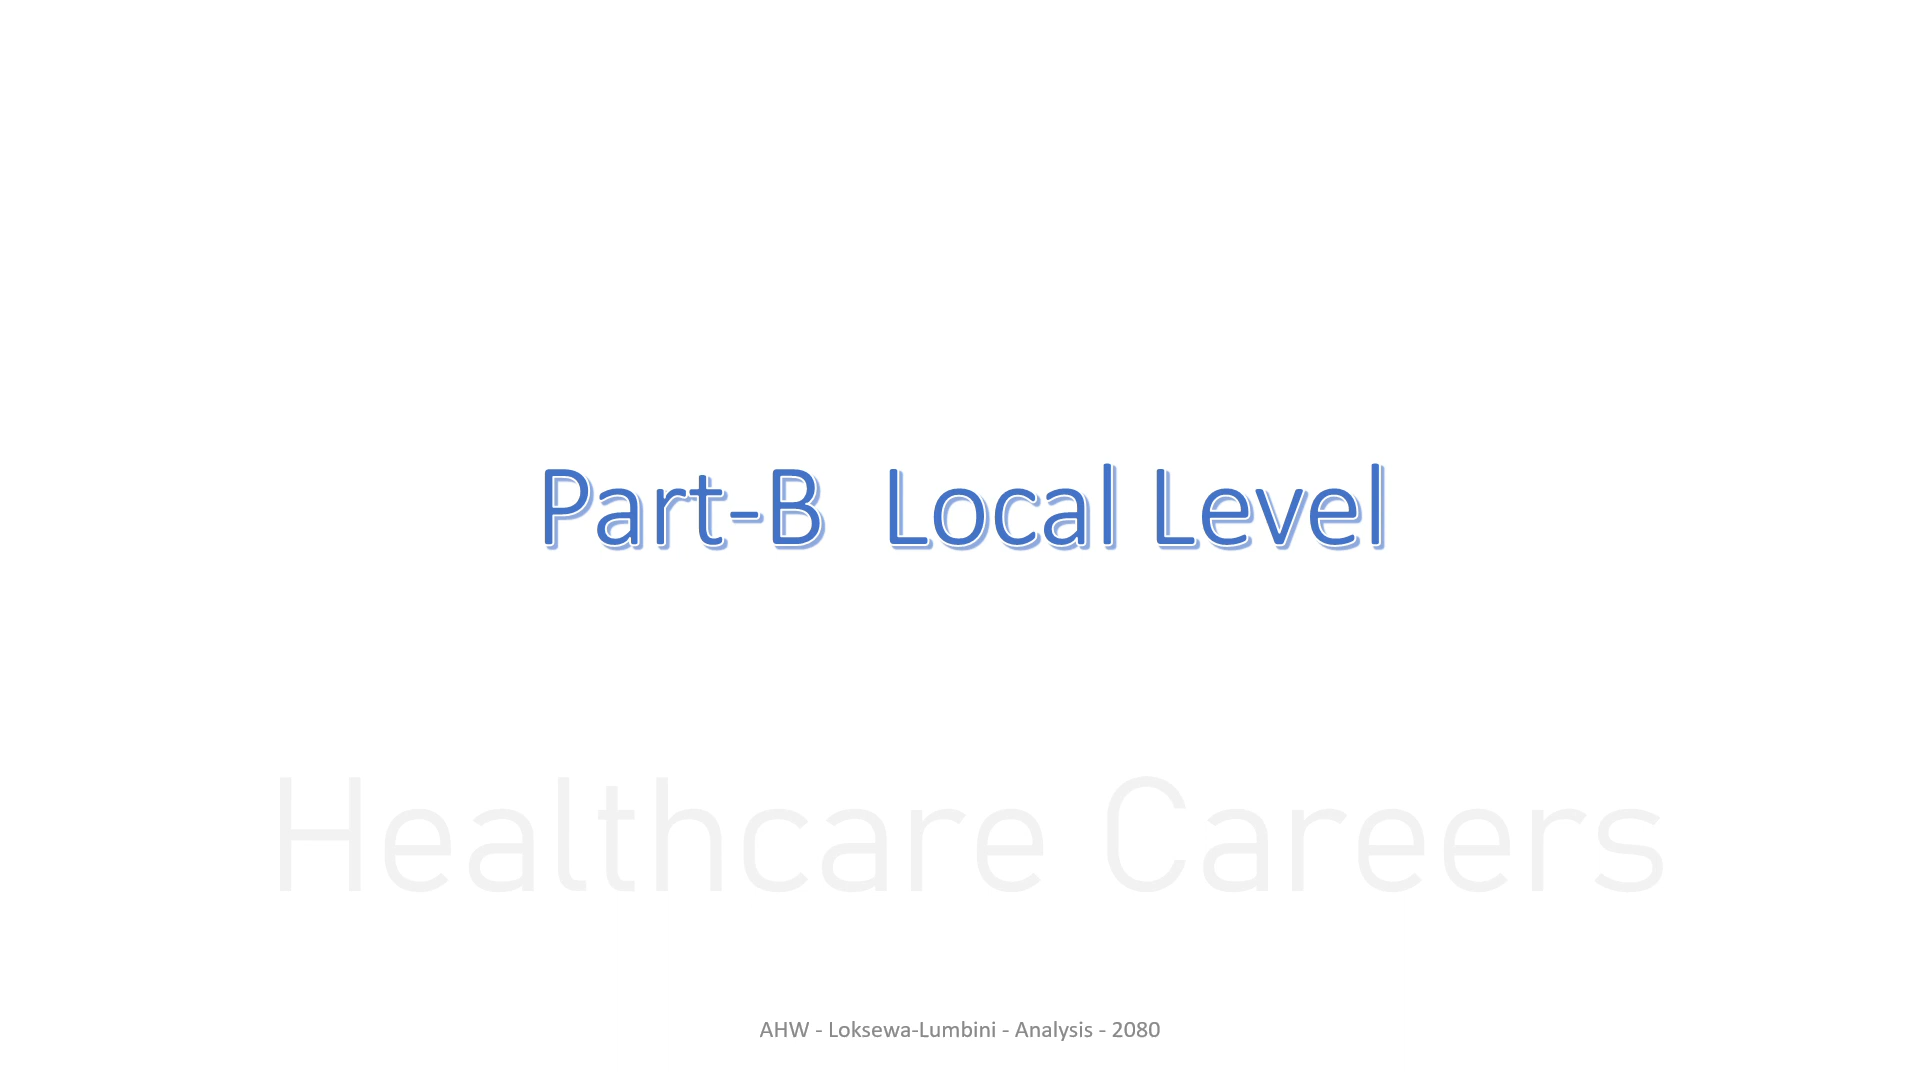 Part-B  Local Level
Healthcare Careers
AHW - Loksewa-Lumbini - Analysis - 2080